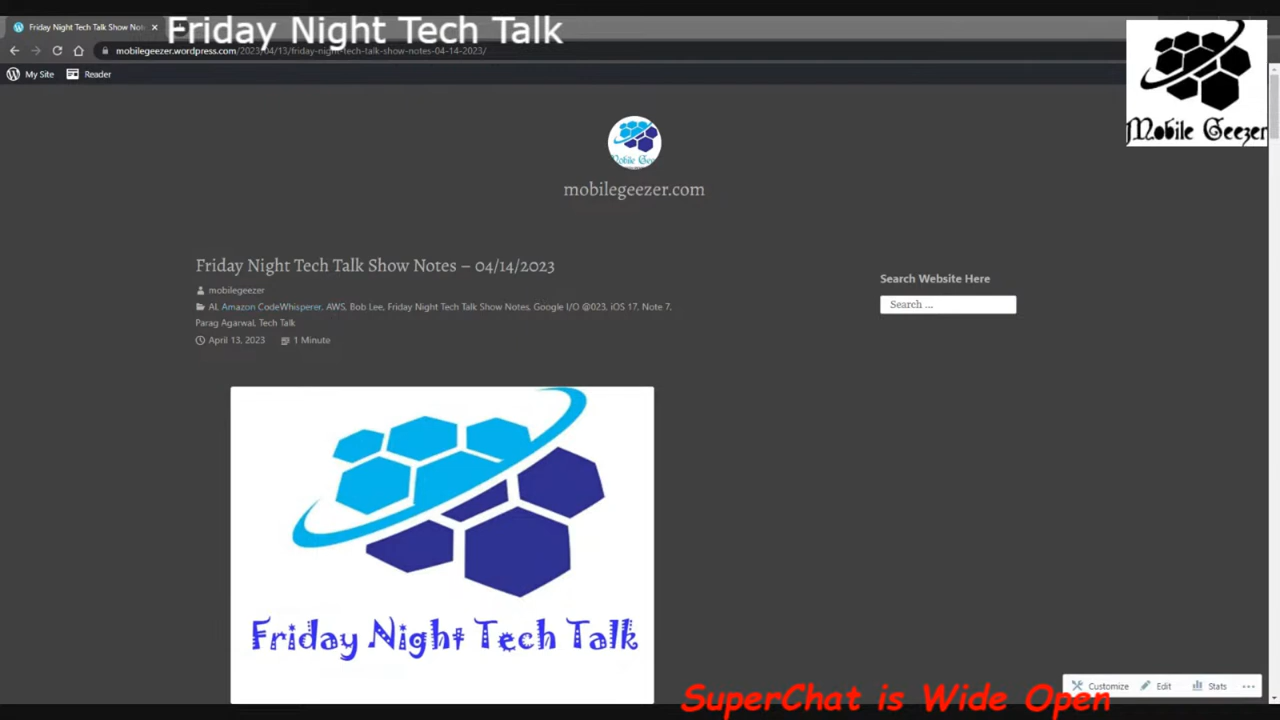 Friday Night Tech Talk Show Not
Friday Night Tech Talk
mobilegeezer.wordpress.com/2023/04/13/friday-night-tech-talk-show-notes-04-14-2023/
My Site
Reader
Mobile Geezer
Mobile Gee
mobilegeezer.com
Friday Night Tech Talk Show Notes – 04/14/2023
mobilegeezer
AI, Amazon CodeWhisperer, AWS, Bob Lee, Friday Night Tech Talk Show Notes, Google I/O @023, iOS 17, Note 7,
Parag Agarwal, Tech Talk
April 13, 2023
1 Minute
Search Website Here
Search ...
Friday Night Tech Talk
Customize
Edit
Stats
SuperChat is Wide Open